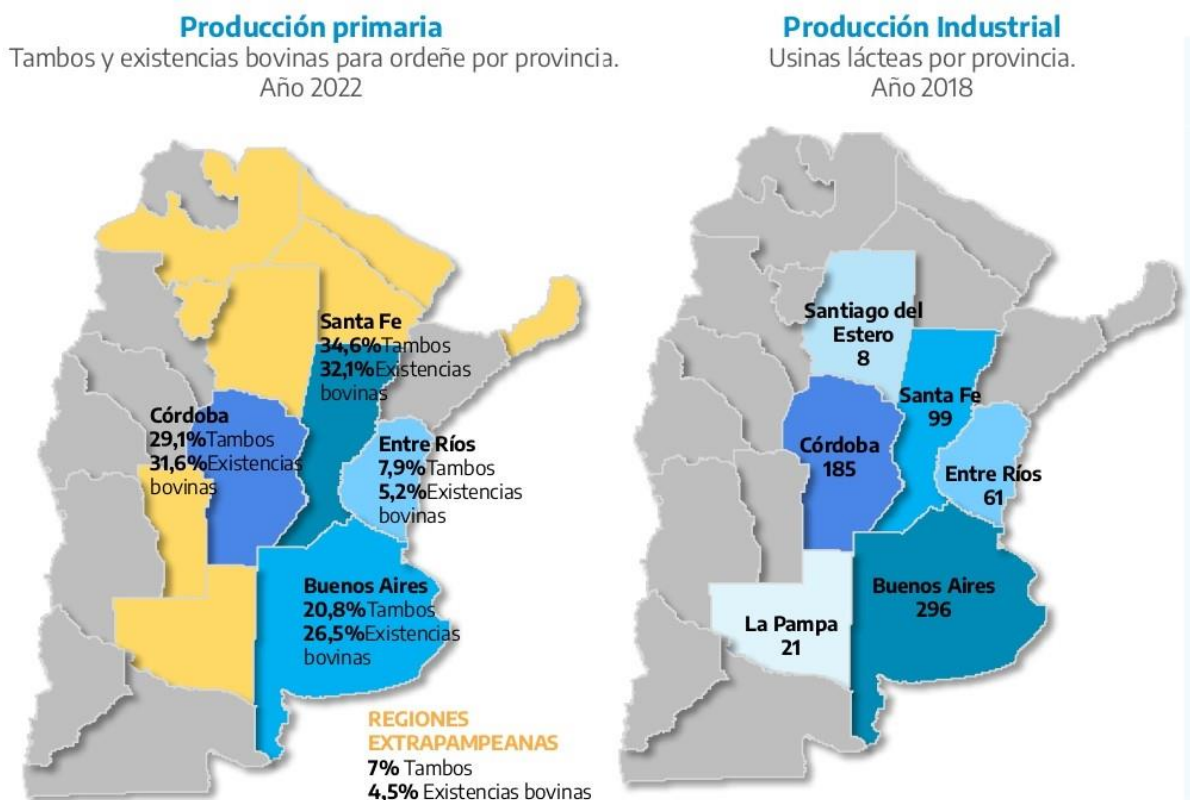 Producción primaria
Tambos y existencias bovinas para ordeñe por provincia.
Año 2022
Santa Fe
34,6%Tambos
32,1%Existencias
bovinas
Córdoba
29,1%Tambos
31,6%Existencias
bovinas
Entre Ríos
7,9%Tambos
5,2%Existencias
bovinas
Buenos Aires
20,8%Tambos
26,5%Existencias
bovinas
REGIONES
EXTRAPAMPEANAS
7% Tambos
4,5% Existencias bovinas
Producción Industrial
Usinas lácteas por provincia.
Año 2018
Santiago del
Estero
8
Santa Fe
99
Córdoba
185
Entre Ríos
61
Buenos Aires
296
La Pampa
21